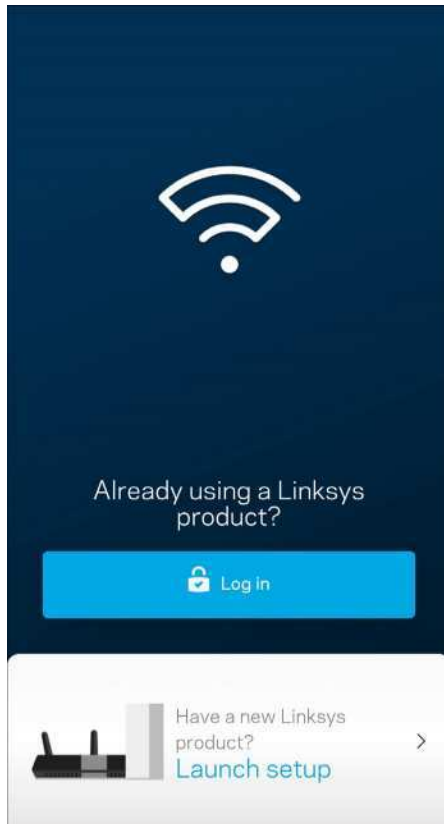 Already using a Linksys
product?
Log in
Have a new Linksys
product?
Launch setup